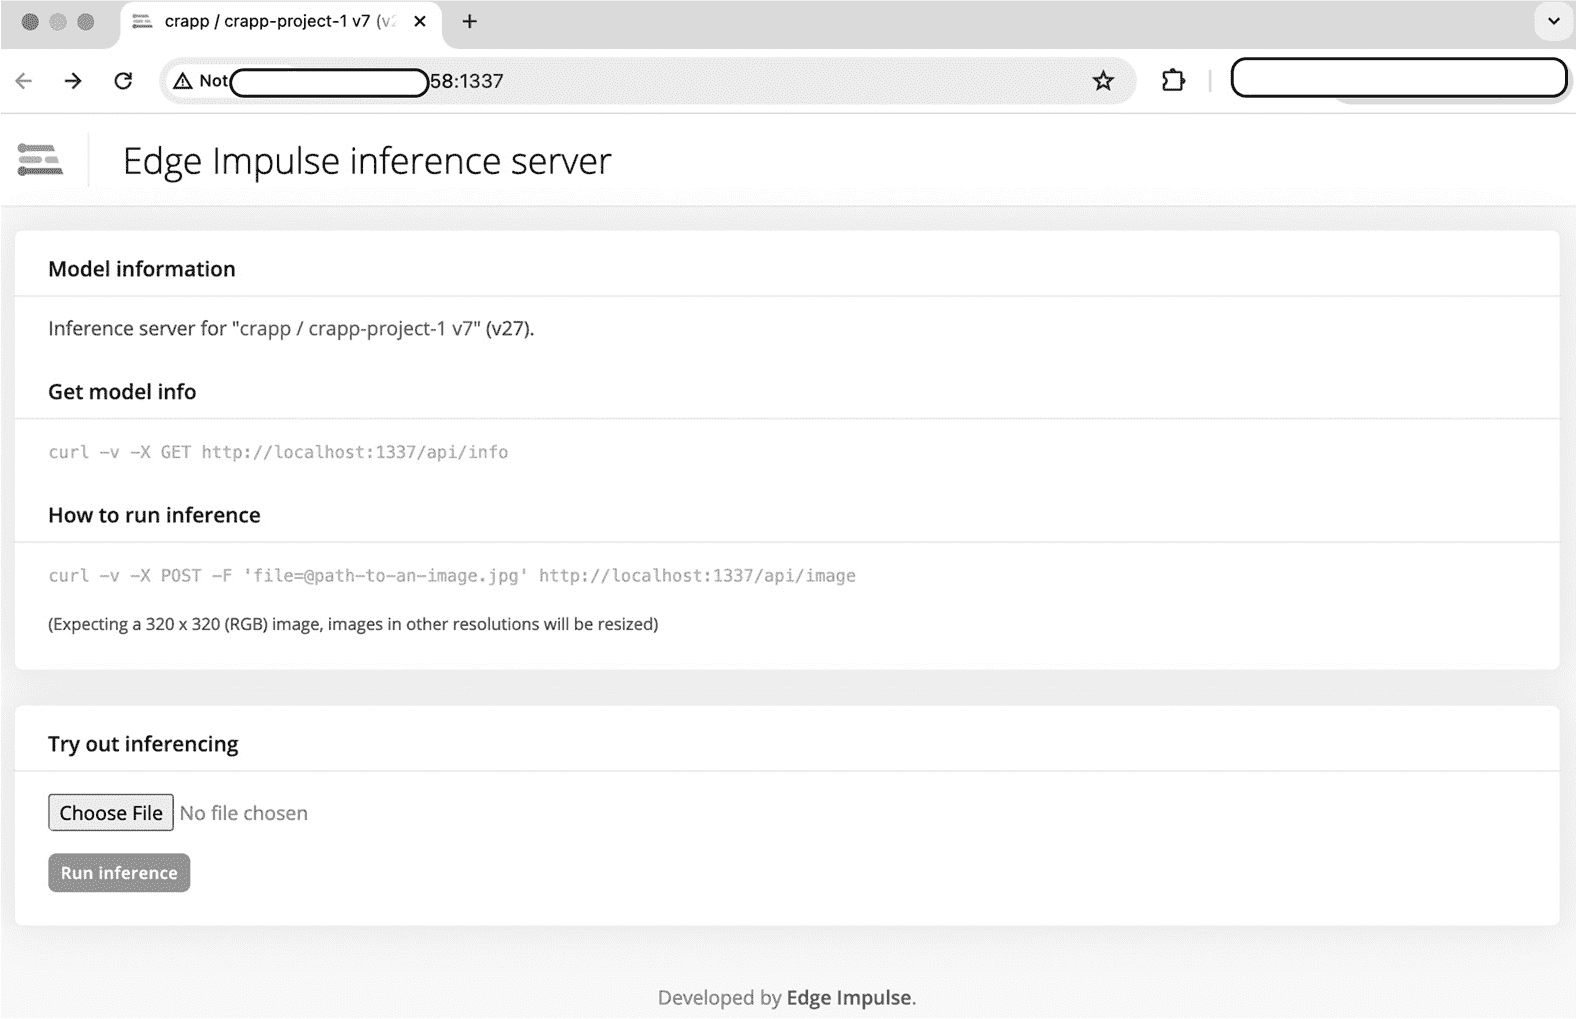 crapp / crapp-project-1 v7 (v2
Not 58:1337
Edge Impulse inference server
Model information
Inference server for "crapp / crapp-project-1 v7" (v27).
Get model info
curl -v -X GET http://localhost:1337/api/info
How to run inference
curl -v -X POST -F 'file=@path-to-an-image.jpg' http://localhost:1337/api/image
(Expecting a 320 x 320 (RGB) image, images in other resolutions will be resized)
Try out inferencing
Choose File No file chosen
Run inference
Developed by Edge Impulse.